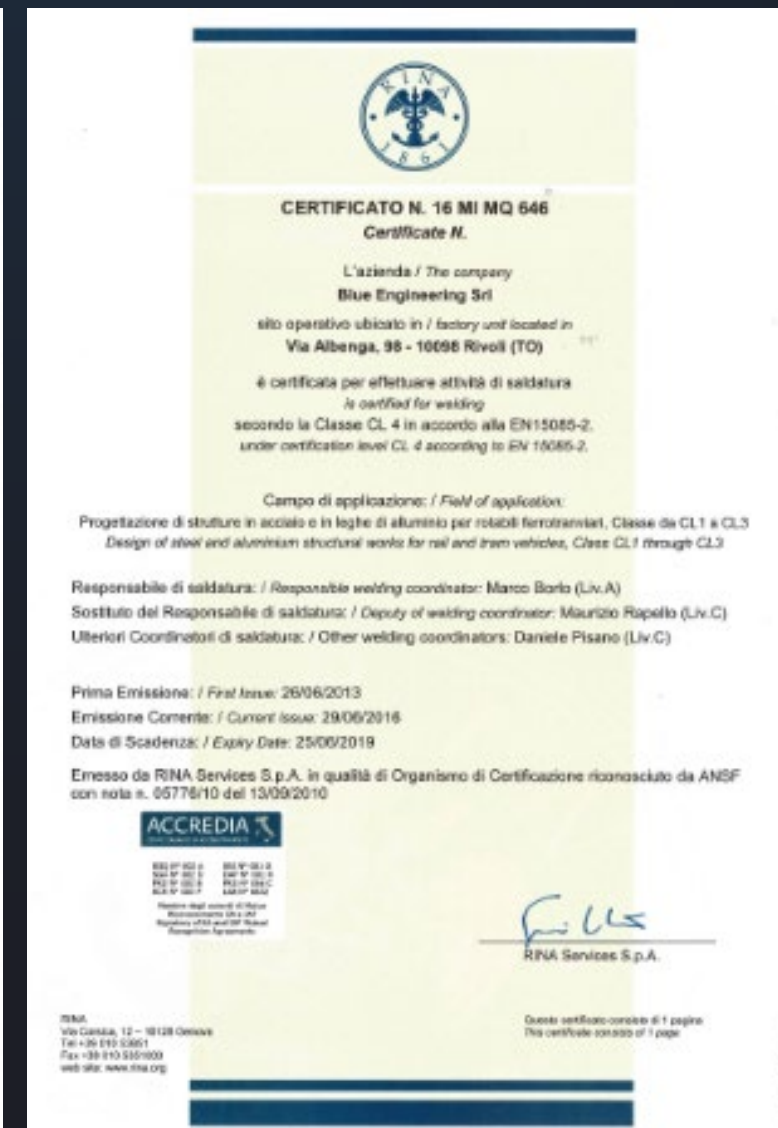 RINA
1861
CERTIFICATO N. 16 MI MQ 646
Certificate N.
L'azienda / The company
Blue Engineering Srl
sito operativo ubicato in / factory unit located in
Via Albenga, 98 - 10098 Rivoli (TO)
è certificata per effettuare attività di saldatura
is certified for welding
secondo la Classe CL 4 in accordo alla EN15085-2.
under certification level CL 4 according to EN 15085-2.
Campo di applicazione: / Field of application:
Progettazione di strutture in acciaio e in leghe di alluminio per rotabili ferrotranviari, Classe da CL1 a CL3
Design of steel and aluminium structural works for rail and tram vehicles, Class CL1 through CL3
Responsabile di saldatura: / Responsible welding coordinator: Marco Borlo (Liv.A)
Sostituto del Responsabile di saldatura: / Deputy of welding coordinator: Maurizio Rapello (Liv.C)
Ulteriori Coordinatori di saldatura: / Other welding coordinators: Daniele Pisano (Liv.C)
Prima Emissione: / First Issue: 26/06/2013
Emissione Corrente: / Current Issue: 29/06/2016
Data di Scadenza: / Expiry Date: 25/06/2019
Emesso da RINA Services S.p.A. in qualità di Organismo di Certificazione riconosciuto da ANSF
con nota n. 05776/10 del 13/09/2010
ACCREDIA
RINA Services S.p.A.
RINA
Via Corsica, 12 – 16128 Genova
Tel +39 010 53851
Fax +39 010 5351000
web site: www.rina.org
Questo certificato consiste di 1 pagina
This certificate consists of 1 page